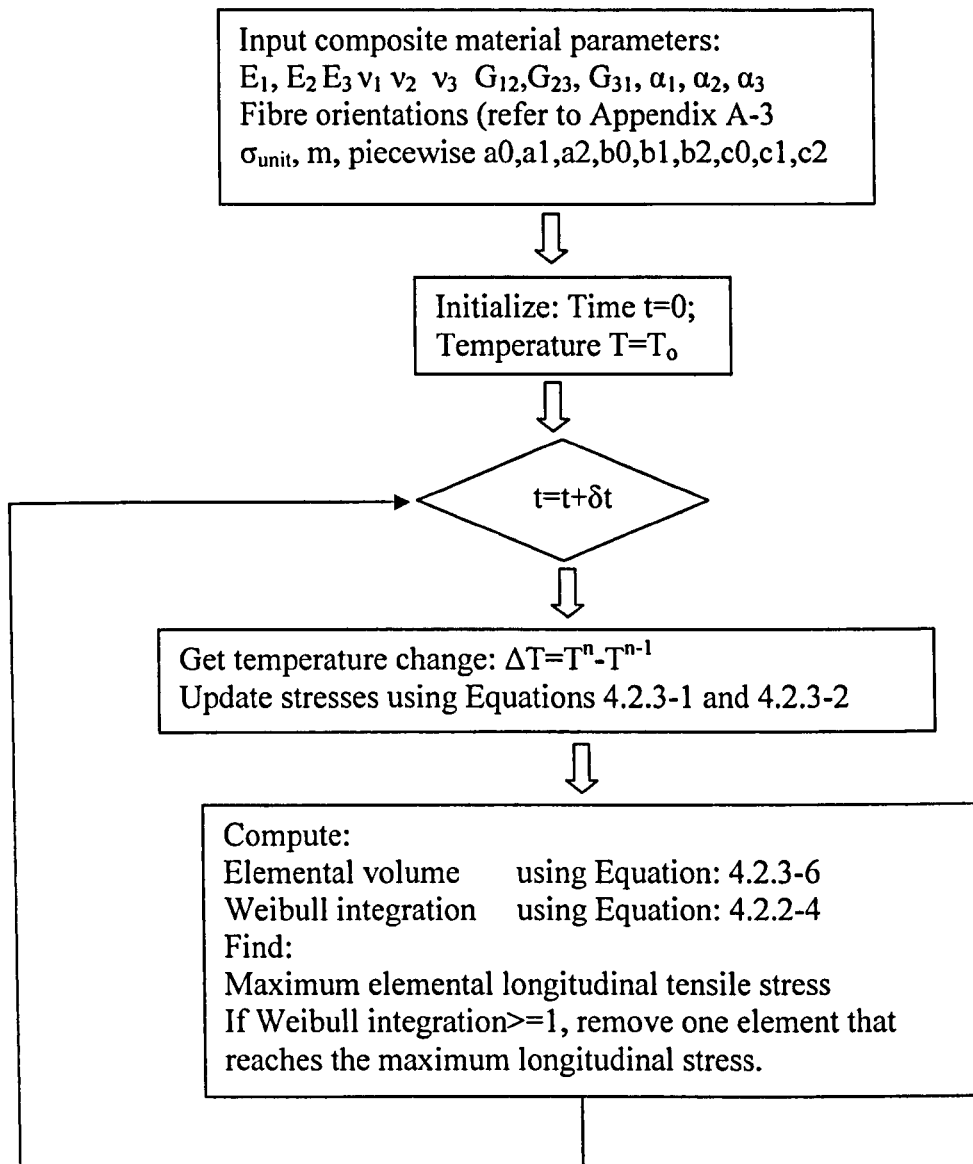 Input composite material parameters:
E₁, E₂ E₃ ν₁ ν₂ ν₃ G₁₂,G₂₃, G₃₁, α₁, α₂, α₃
Fibre orientations (refer to Appendix A-3
σunit, m, piecewise a0,a1,a2,b0,b1,b2,c0,c1,c2
Initialize: Time t=0;
Temperature T=Tₒ
t=t+δt
Get temperature change: ΔT=Tⁿ-Tⁿ⁻¹
Update stresses using Equations 4.2.3-1 and 4.2.3-2
Compute:
Elemental volume using Equation: 4.2.3-6
Weibull integration using Equation: 4.2.2-4
Find:
Maximum elemental longitudinal tensile stress
If Weibull integration>=1, remove one element that
reaches the maximum longitudinal stress.